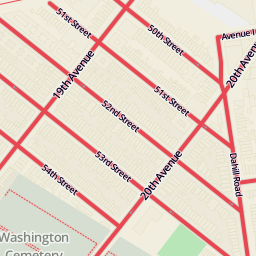 51st Street
50th Street
Avenue I
19th Avenue
20th Avenue
51st Street
52nd Street
Dahill Road
53rd Street
54th Street
20th Avenue
Washington
Cemetery